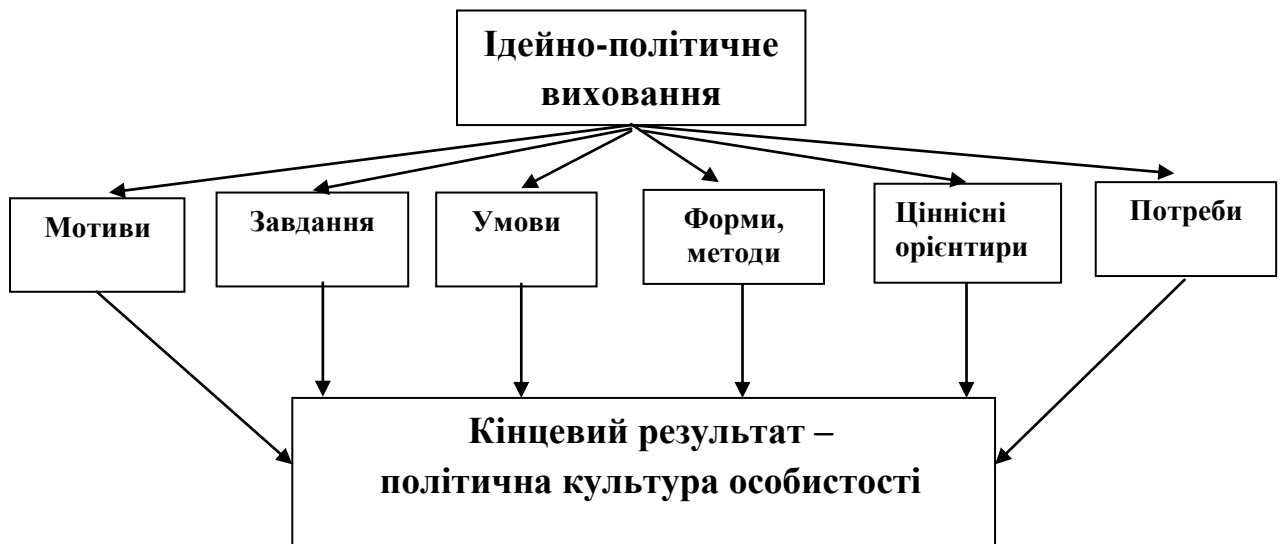 Ідейно-політичне
виховання
Мотиви
Завдання
Умови
Форми,
методи
Ціннісні
орієнтири
Потреби
Кінцевий результат –
політична культура особистості